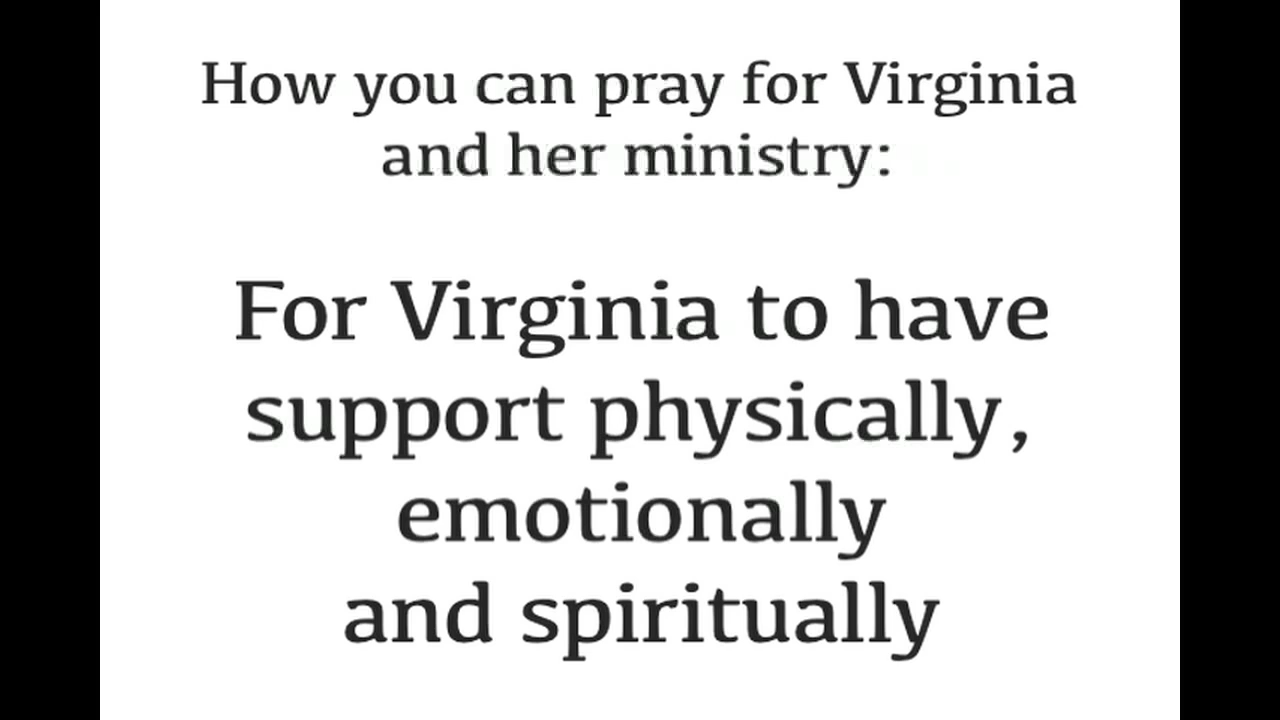 How you can pray for Virginia
and her ministry:
For Virginia to have
support physically,
emotionally
and spiritually